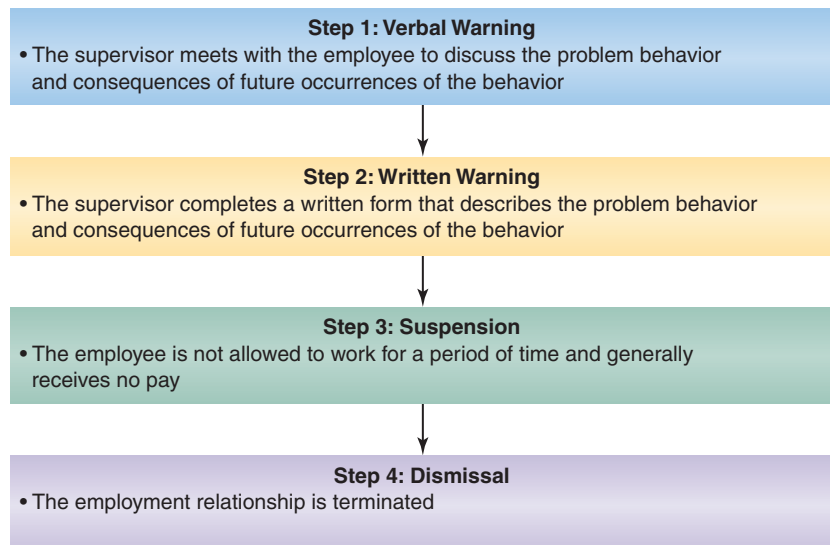 Step 1: Verbal Warning
• The supervisor meets with the employee to discuss the problem behavior
and consequences of future occurrences of the behavior
Step 2: Written Warning
• The supervisor completes a written form that describes the problem behavior
and consequences of future occurrences of the behavior
Step 3: Suspension
• The employee is not allowed to work for a period of time and generally
receives no pay
Step 4: Dismissal
• The employment relationship is terminated